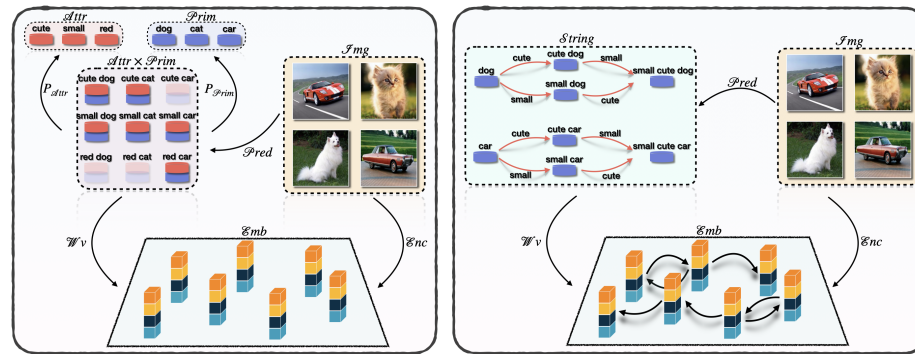 Attr
Prim
cute small red
dog cat car
Attr × Prim
Img
cute dog cute cat cute car
P_Attr
P_Prim
small dog small cat small car
Pred
red dog red cat red car
Wv
Emb
Enc
String
Img
cute
cute dog
small
dog
small cute dog
small
small dog
cute
Pred
cute
cute car
small
car
small cute car
small
small car
cute
Wv
Emb
Enc